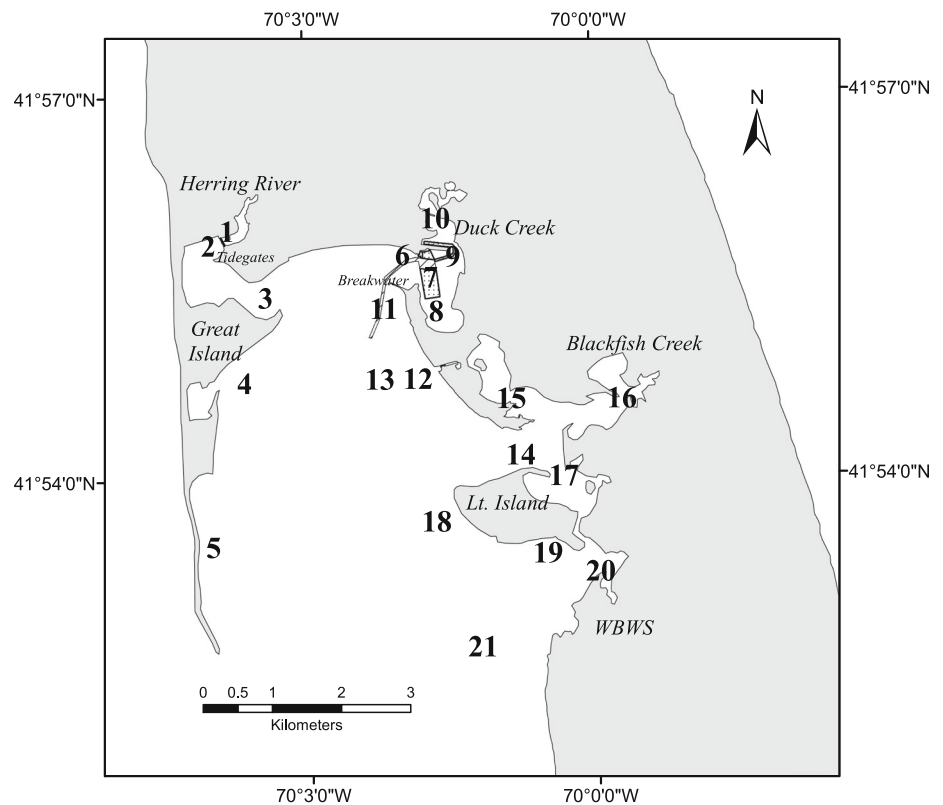 70°3'0"W 70°0'0"W
41°57'0"N 41°57'0"N
N
Herring River
10
Duck Creek
1
2
Tidegates
6 9
Breakwater 7
3
11 8
Great
Island
Blackfish Creek
4
13 12
15 16
14
17
41°54'0"N 41°54'0"N
Lt. Island
18
5 19
20
WBWS
21
0 0.5 1 2 3
Kilometers
70°3'0"W 70°0'0"W